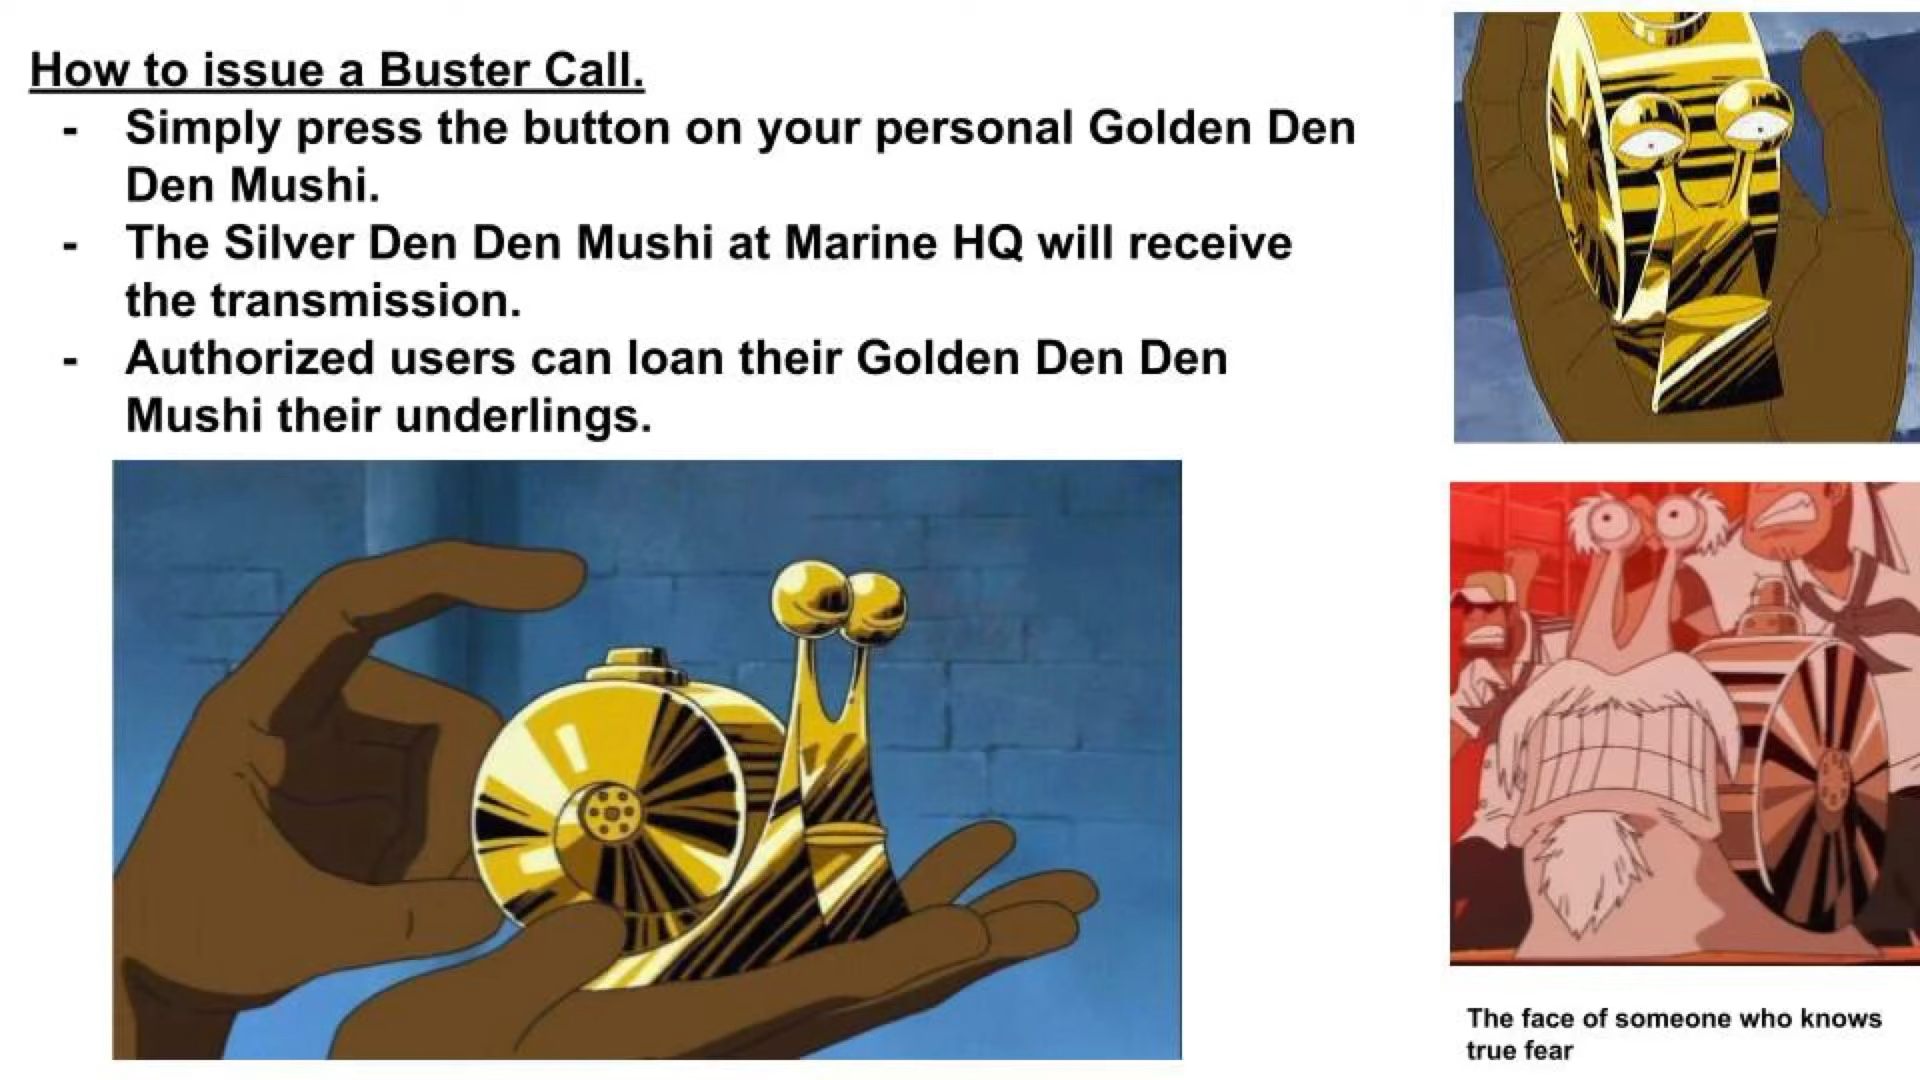 How to issue a Buster Call.
- Simply press the button on your personal Golden Den
Den Mushi.
- The Silver Den Den Mushi at Marine HQ will receive
the transmission.
- Authorized users can loan their Golden Den Den
Mushi their underlings.
The face of someone who knows
true fear